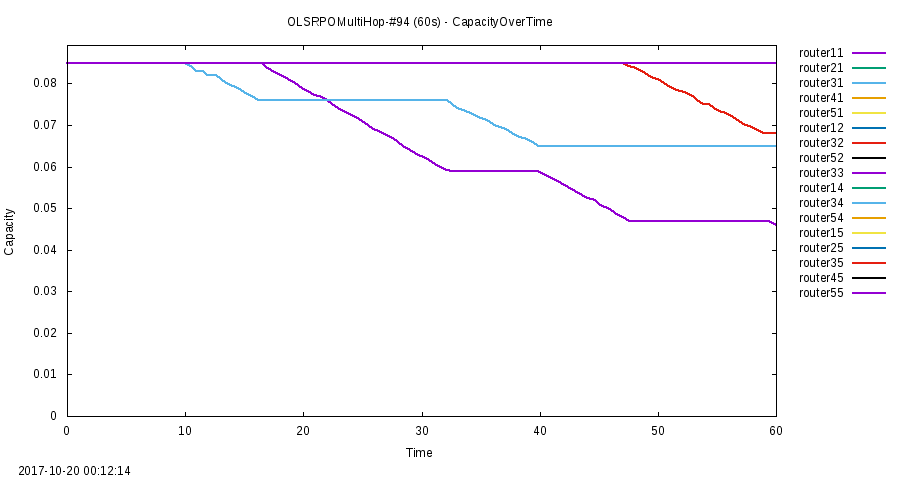 OLSRPOMultiHop-#94 (60s) - CapacityOverTime
router11
router21
router31
router41
router51
router12
router32
router52
router33
router14
router34
router54
router15
router25
router35
router45
router55
0.08
0.07
0.06
0.05
0.04
0.03
0.02
0.01
0
Capacity
0 10 20 30 40 50 60
Time
2017-10-20 00:12:14